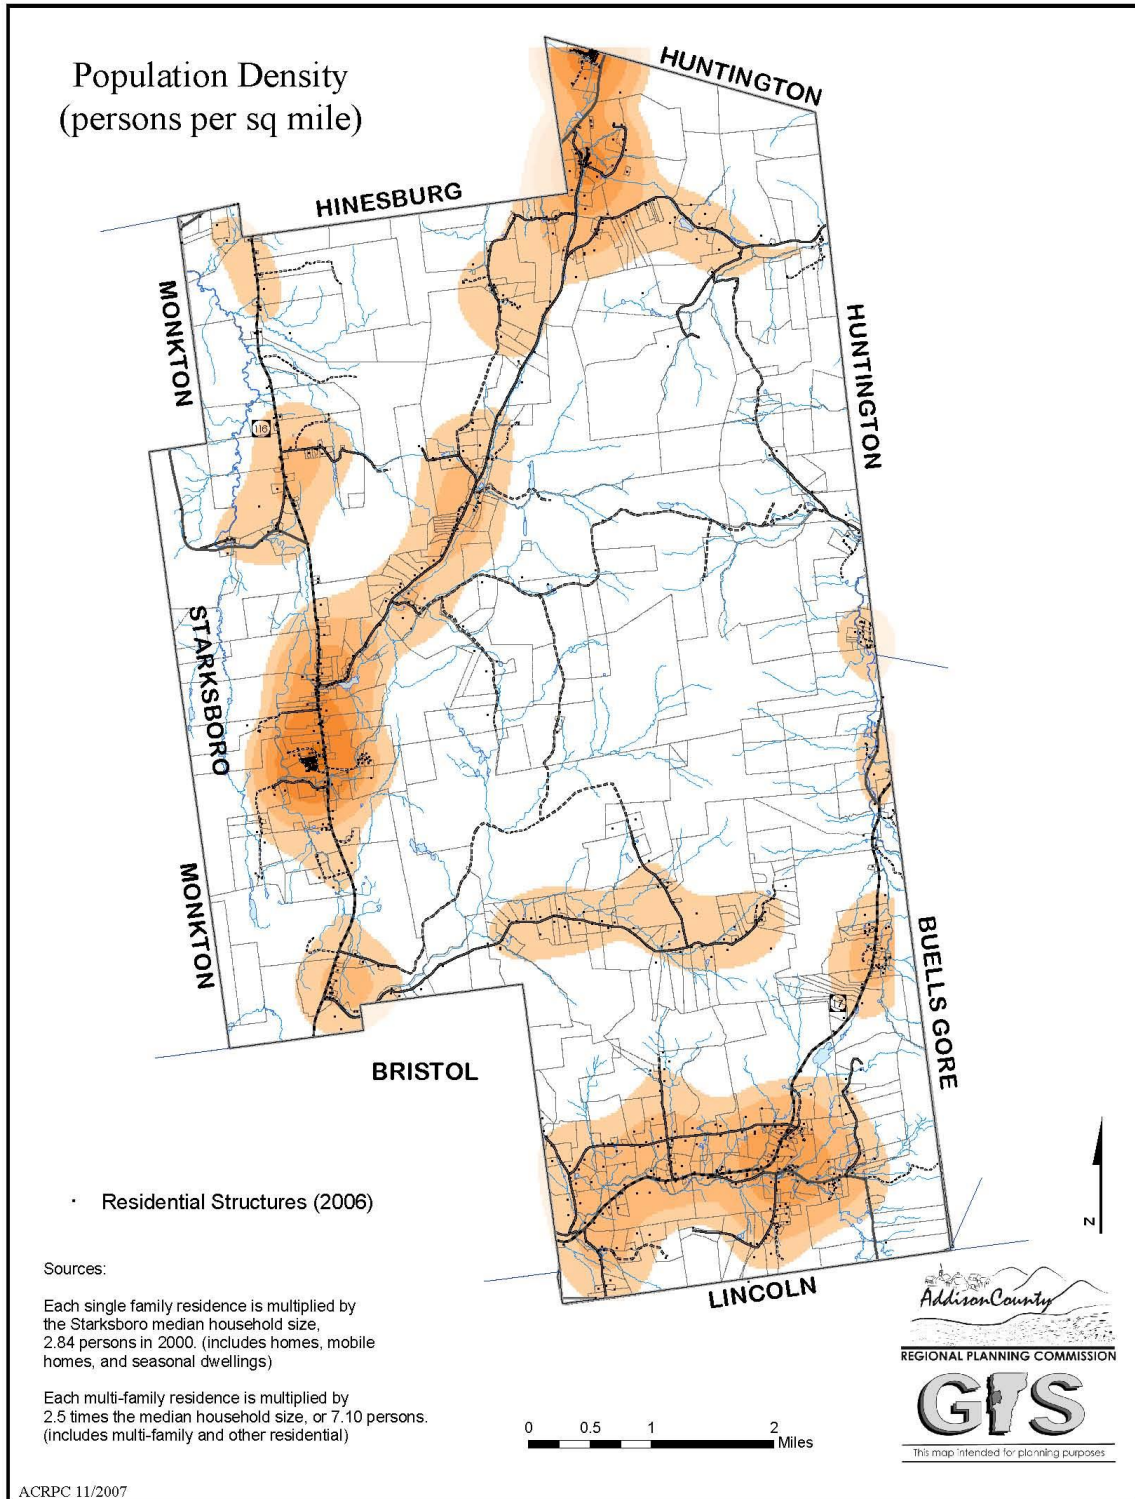 Population Density
(persons per sq mile)
HUNTINGTON
HINESBURG
MONKTON
HUNTINGTON
116
STARKSBORO
MONKTON
BUELLS GORE
17
BRISTOL
LINCOLN
· Residential Structures (2006)
Sources:
Each single family residence is multiplied by
the Starksboro median household size,
2.84 persons in 2000. (includes homes, mobile
homes, and seasonal dwellings)
Each multi-family residence is multiplied by
2.5 times the median household size, or 7.10 persons.
(includes multi-family and other residential)
0 0.5 1 2
Miles
N
Addison County
REGIONAL PLANNING COMMISSION
GIS
This map intended for planning purposes
ACRPC 11/2007